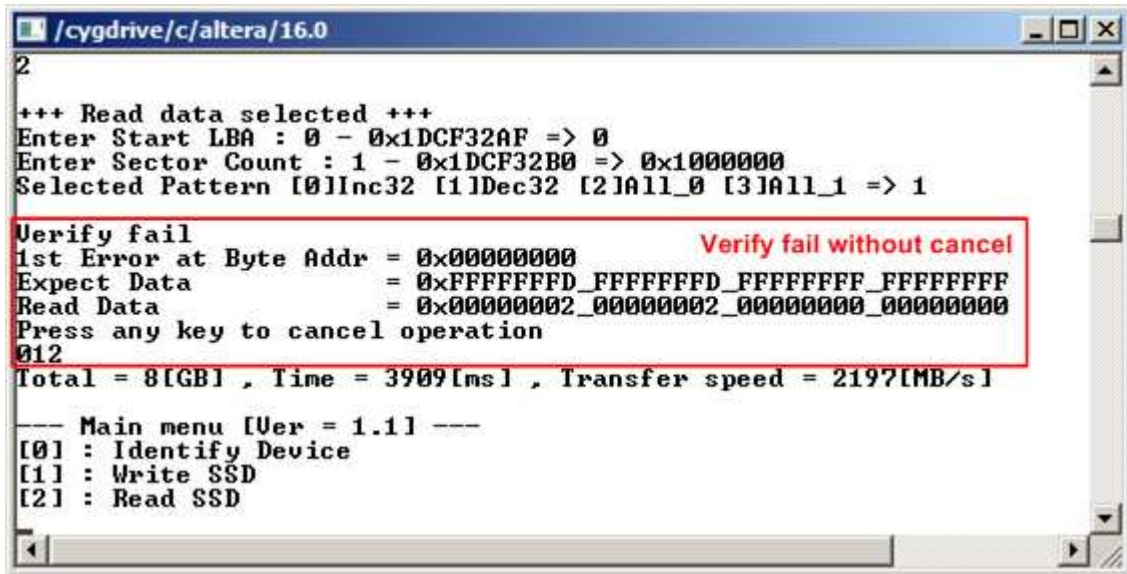 /cygdrive/c/altera/16.0
2
+++ Read data selected +++
Enter Start LBA : 0 - 0x1DCF32AF => 0
Enter Sector Count : 1 - 0x1DCF32B0 => 0x1000000
Selected Pattern [0]Inc32 [1]Dec32 [2]All_0 [3]All_1 => 1
Verify fail
Verify fail without cancel
1st Error at Byte Addr = 0x00000000
Expect Data = 0xFFFFFFFD_FFFFFFFD_FFFFFFFF_FFFFFFFF
Read Data = 0x00000002_00000002_00000000_00000000
Press any key to cancel operation
012
Total = 8[GB] , Time = 3909[ms] , Transfer speed = 2197[MB/s]
--- Main menu [Ver = 1.1] ---
[0] : Identify Device
[1] : Write SSD
[2] : Read SSD